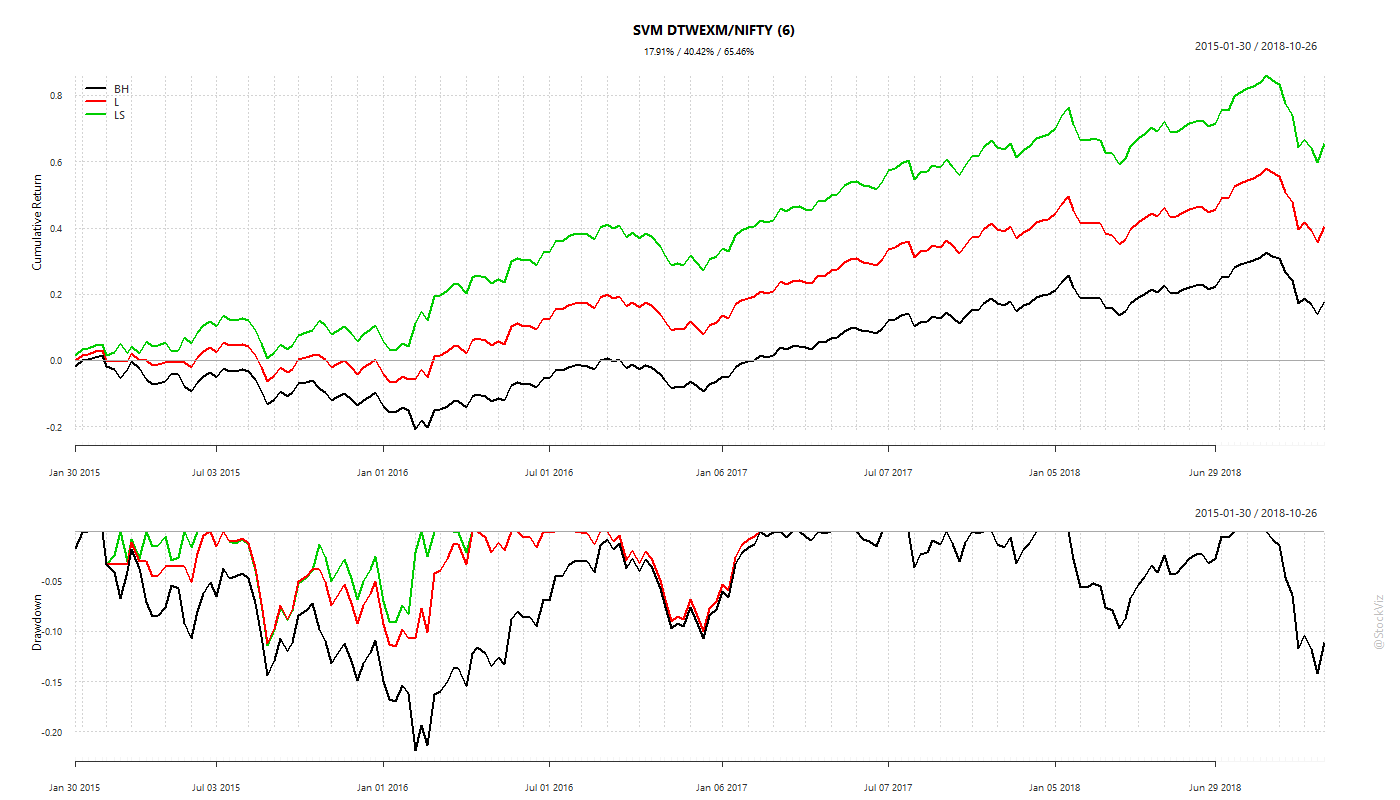 SVM DTWEXM/NIFTY (6)
17.91% / 40.42% / 65.46%
2015-01-30 / 2018-10-26
BH
L
LS
Cumulative Return
0.8
0.6
0.4
0.2
0.0
-0.2
Jan 30 2015 Jul 03 2015 Jan 01 2016 Jul 01 2016 Jan 06 2017 Jul 07 2017 Jan 05 2018 Jun 29 2018
2015-01-30 / 2018-10-26
Drawdown
-0.05
-0.10
-0.15
-0.20
Jan 30 2015 Jul 03 2015 Jan 01 2016 Jul 01 2016 Jan 06 2017 Jul 07 2017 Jan 05 2018 Jun 29 2018
@StockViz